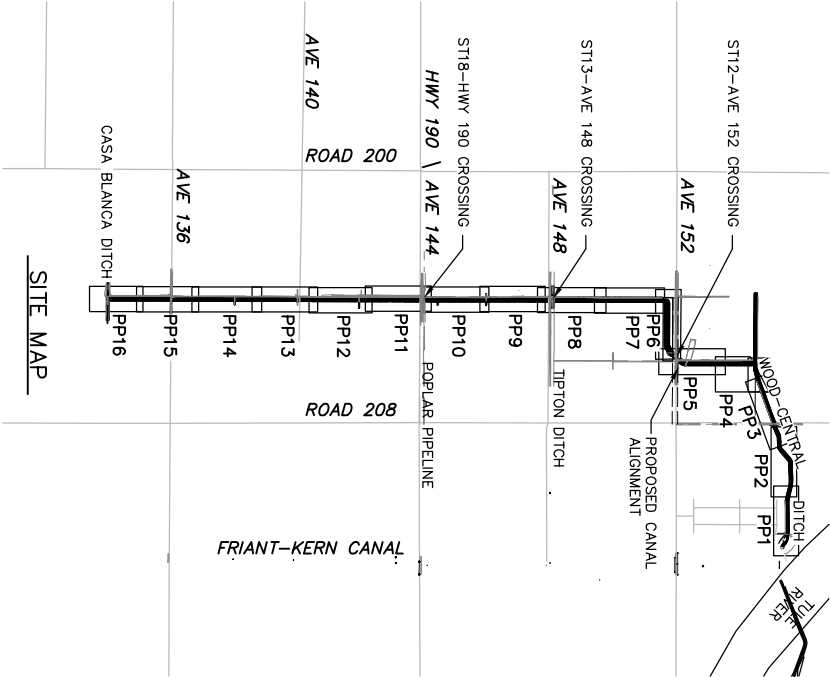 AVE 140
HWY 190 \ AVE 144
ST18-HWY 190 CROSSING
ST13-AVE 148 CROSSING
ST12-AVE 152 CROSSING
CASA BLANCA DITCH
ROAD 200
AVE 136
AVE 148
AVE 152
SITE MAP
PP16
PP15
PP14
PP13
PP12
PP11
PP10
PP9
PP8
PP7
PP6
PP5
PP4
PP3
PP2
PP1
WOOD-CENTRAL DITCH
POPLAR PIPELINE
TIPTON DITCH
ROAD 208
PROPOSED CANAL
ALIGNMENT
FRIANT-KERN CANAL
TULE
RIVER